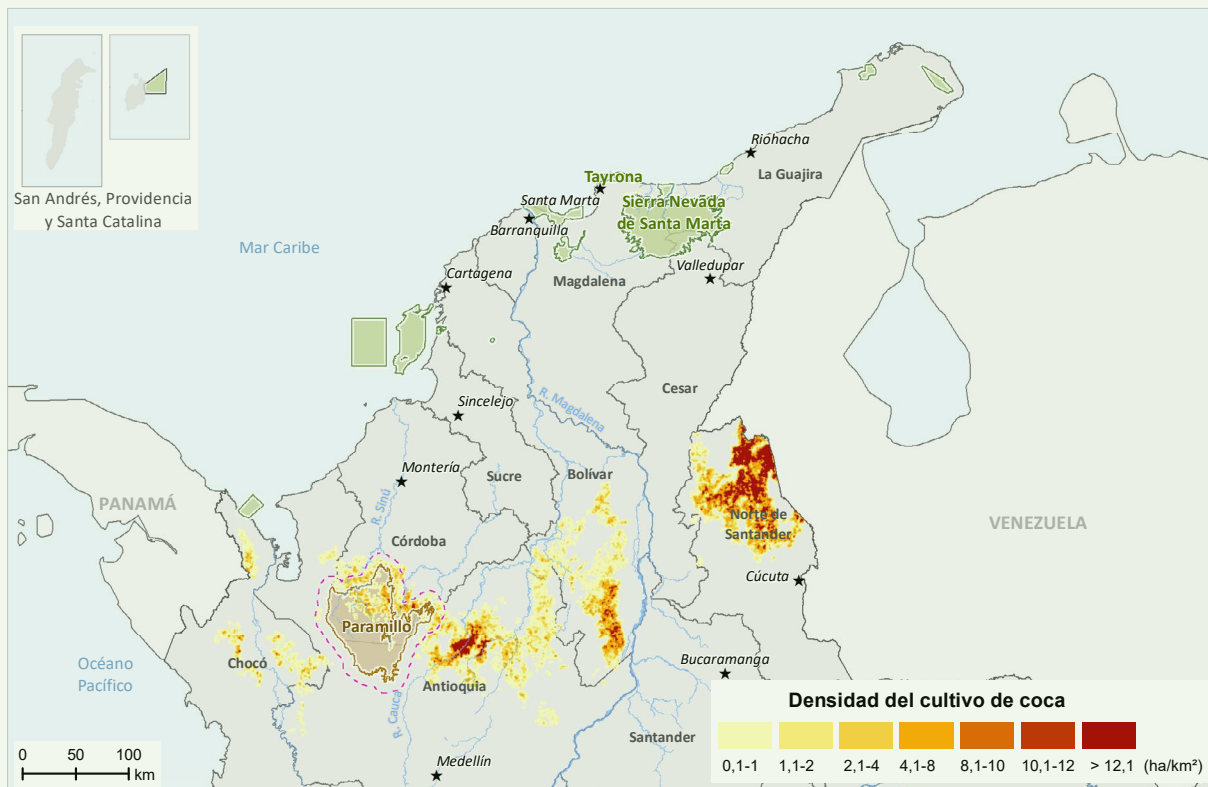 San Andrés, Providencia
y Santa Catalina
Mar Caribe
Tayrona
Santa Marta
Barranquilla
Sierra Nevada
de Santa Marta
Rióhacha
La Guajira
Valledupar
Magdalena
Cartagena
Cesar
Sincelejo
R. Magdalena
Montería
Sucre
Bolívar
R. Sinú
Córdoba
PANAMÁ
VENEZUELA
Norte de
Santander
Cúcuta
Paramillo
Chocó
Antioquia
R. Cauca
Océano
Pacífico
Bucaramanga
Santander
Medellín
0 50 100
km
Densidad del cultivo de coca
0,1-1 1,1-2 2,1-4 4,1-8 8,1-10 10,1-12 > 12,1 (ha/km²)